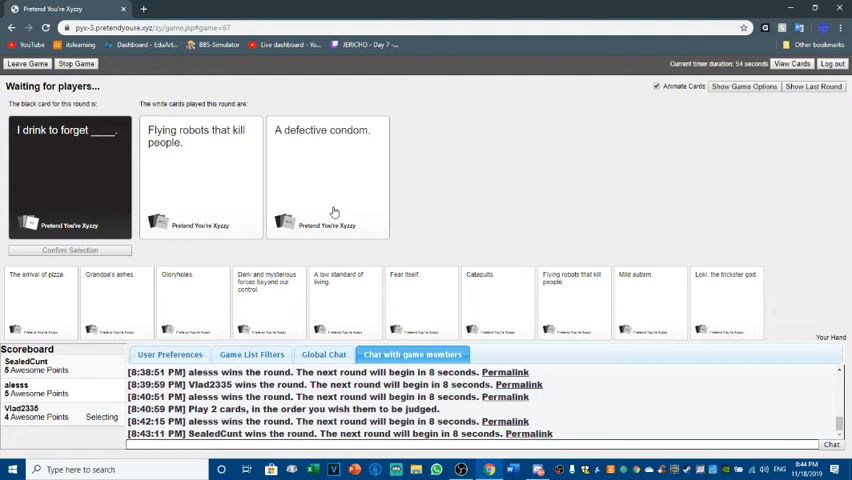 Pretend You're Xyzzy
pyx-3.pretendyoure.xyz/zy/game.jsp#game=67
YouTube
itslearning
Dashboard - EduArt...
BBS-Simulator
Live dashboard - Yo...
JERICHO - Day 7 -...
Other bookmarks
Leave Game
Stop Game
Current timer duration: 54 seconds
View Cards
Log out
Waiting for players...
Animate Cards
Show Game Options
Show Last Round
The black card for this round is:
The white cards played this round are:
I drink to forget ____.
Flying robots that kill
people.
A defective condom.
Pretend You're Xyzzy
Pretend You're Xyzzy
Pretend You're Xyzzy
Confirm Selection
The arrival of pizza.
Grandpa's ashes.
Gloryholes.
Dark and mysterious
forces beyond our
control.
A low standard of
living.
Fear itself.
Catapults.
Flying robots that kill
people.
Mild autism.
Loki, the trickster god.
Your Hand
Scoreboard
SealedCunt
5 Awesome Points
alesss
5 Awesome Points
Vlad2335
4 Awesome Points
Selecting
User Preferences
Game List Filters
Global Chat
Chat with game members
[8:38:51 PM] alesss wins the round. The next round will begin in 8 seconds. Permalink
[8:39:59 PM] Vlad2335 wins the round. The next round will begin in 8 seconds. Permalink
[8:40:51 PM] alesss wins the round. The next round will begin in 8 seconds. Permalink
[8:40:59 PM] Play 2 cards, in the order you wish them to be judged.
[8:42:15 PM] alesss wins the round. The next round will begin in 8 seconds. Permalink
[8:43:11 PM] SealedCunt wins the round. The next round will begin in 8 seconds. Permalink
Chat
Type here to search
8:44 PM
11/18/2019